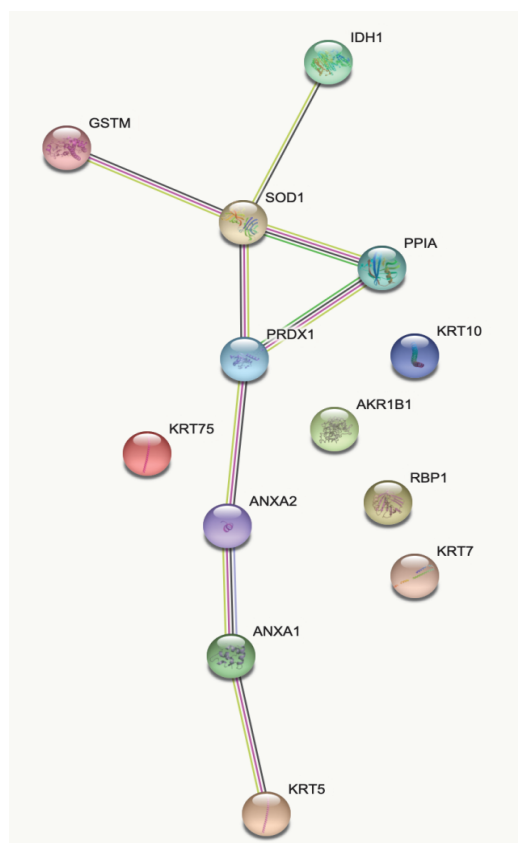 IDH1
GSTM
SOD1
PPIA
PRDX1
KRT10
AKR1B1
KRT75
RBP1
ANXA2
KRT7
ANXA1
KRT5